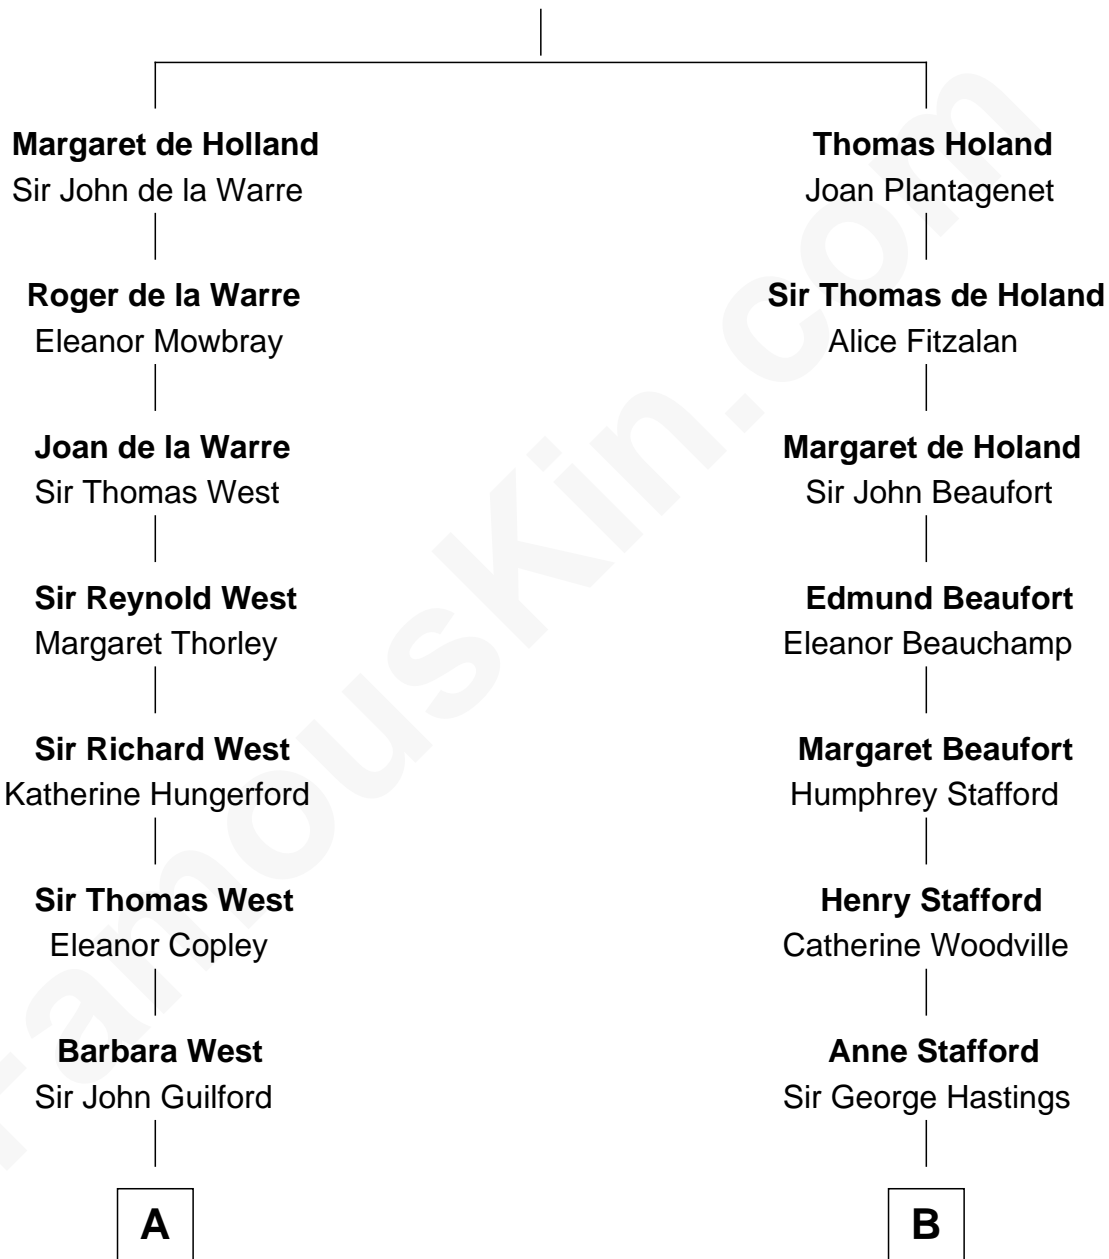 Margaret de Holland
Sir John de la Warre
Roger de la Warre
Eleanor Mowbray
Joan de la Warre
Sir Thomas West
Sir Reynold West
Margaret Thorley
Sir Richard West
Katherine Hungerford
Sir Thomas West
Eleanor Copley
Barbara West
Sir John Guilford
A
Thomas Holand
Joan Plantagenet
Sir Thomas de Holand
Alice Fitzalan
Margaret de Holand
Sir John Beaufort
Edmund Beaufort
Eleanor Beauchamp
Margaret Beaufort
Humphrey Stafford
Henry Stafford
Catherine Woodville
Anne Stafford
Sir George Hastings
B
FamousKin.com